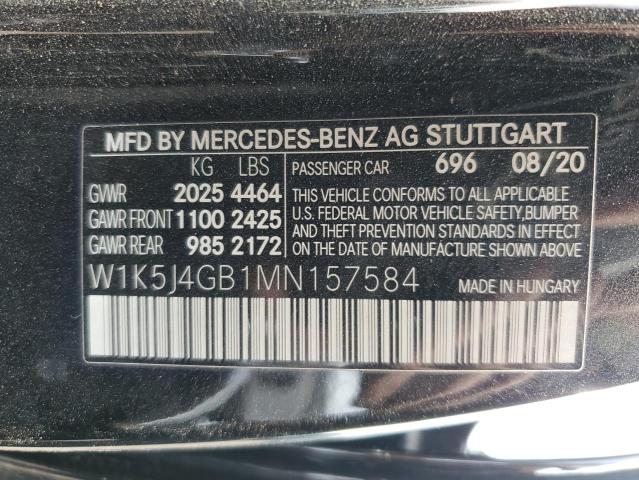 MFD BY MERCEDES-BENZ AG STUTTGART
KG LBS
GVWR 2025 4464
GAWR FRONT 1100 2425
GAWR REAR 985 2172
PASSENGER CAR 696 08/20
THIS VEHICLE CONFORMS TO ALL APPLICABLE
U.S. FEDERAL MOTOR VEHICLE SAFETY,BUMPER
AND THEFT PREVENTION STANDARDS IN EFFECT
ON THE DATE OF MANUFACTURE SHOWN ABOVE.
W1K5J4GB1MN157584 MADE IN HUNGARY